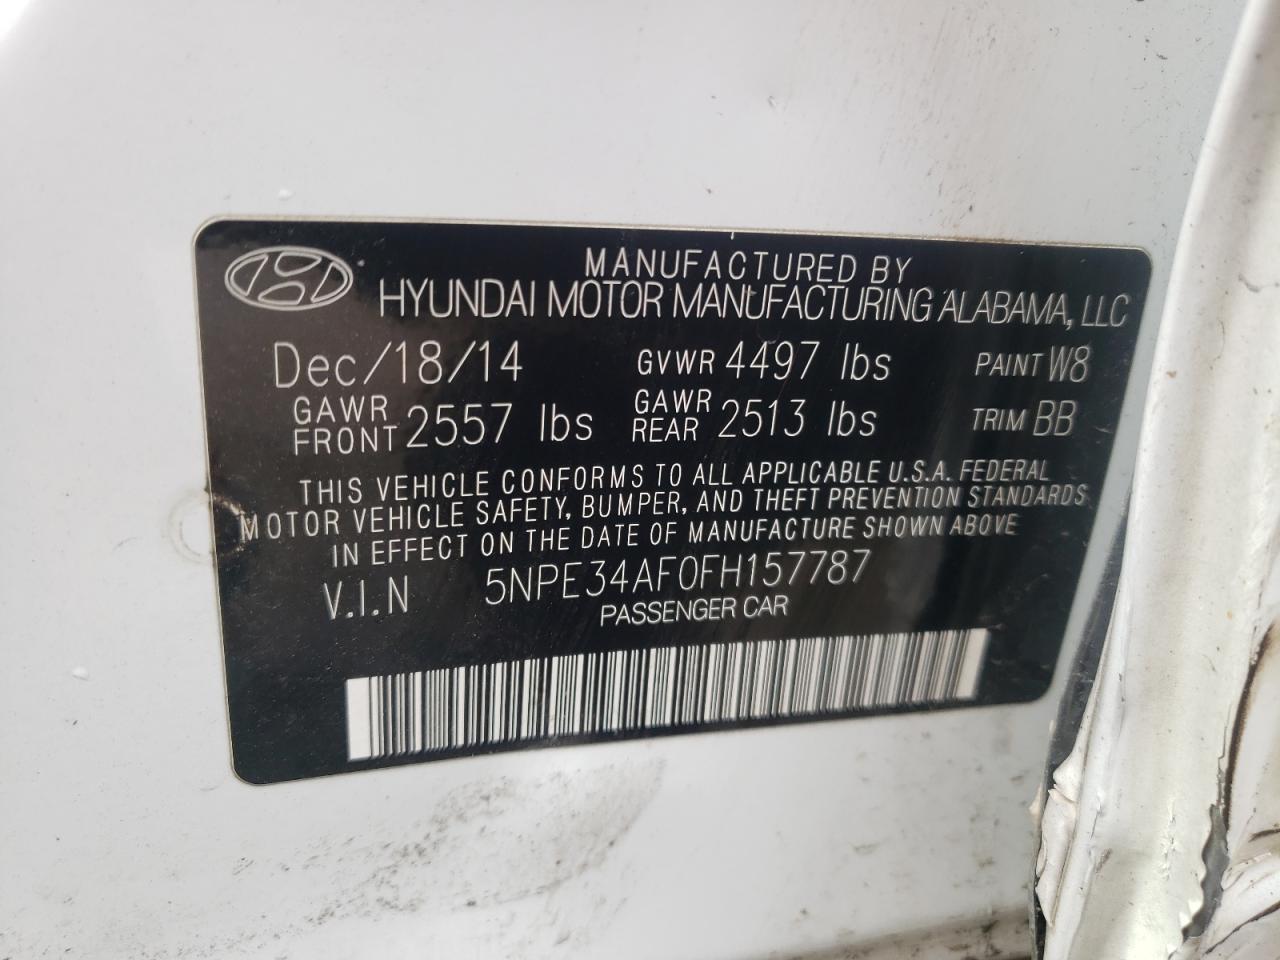 MANUFACTURED BY
HYUNDAI MOTOR MANUFACTURING ALABAMA, LLC
Dec/18/14 GVWR 4497 lbs PAINT W8
GAWR FRONT 2557 lbs GAWR REAR 2513 lbs TRIM BB
THIS VEHICLE CONFORMS TO ALL APPLICABLE U.S.A. FEDERAL
MOTOR VEHICLE SAFETY, BUMPER, AND THEFT PREVENTION STANDARDS
IN EFFECT ON THE DATE OF MANUFACTURE SHOWN ABOVE
V.I.N 5NPE34AF0FH157787
PASSENGER CAR